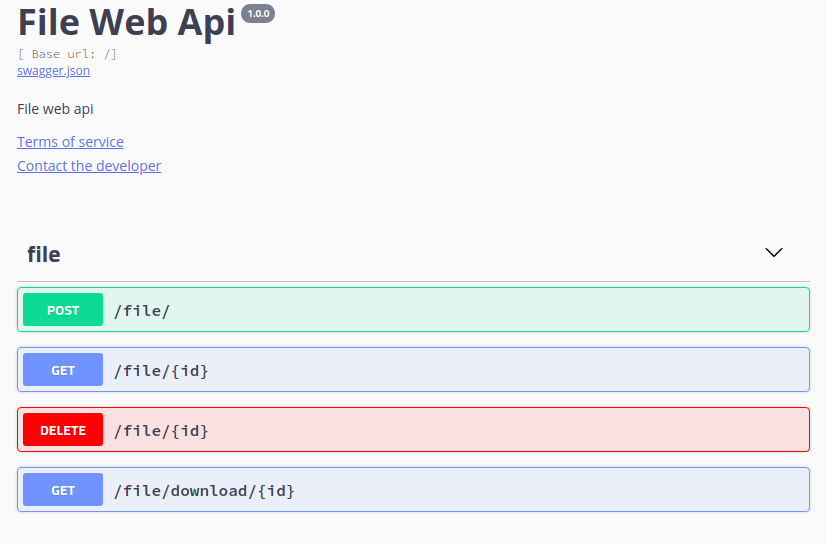 File Web Api 1.0.0
[ Base url: /]
swagger.json
File web api
Terms of service
Contact the developer
file
POST /file/
GET /file/{id}
DELETE /file/{id}
GET /file/download/{id}